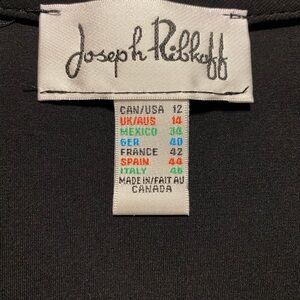 Joseph Ribkoff
CAN/USA 12
UK/AUS 14
MEXICO 34
GER 40
FRANCE 42
SPAIN 44
ITALY 46
MADE IN/FAIT AU
CANADA